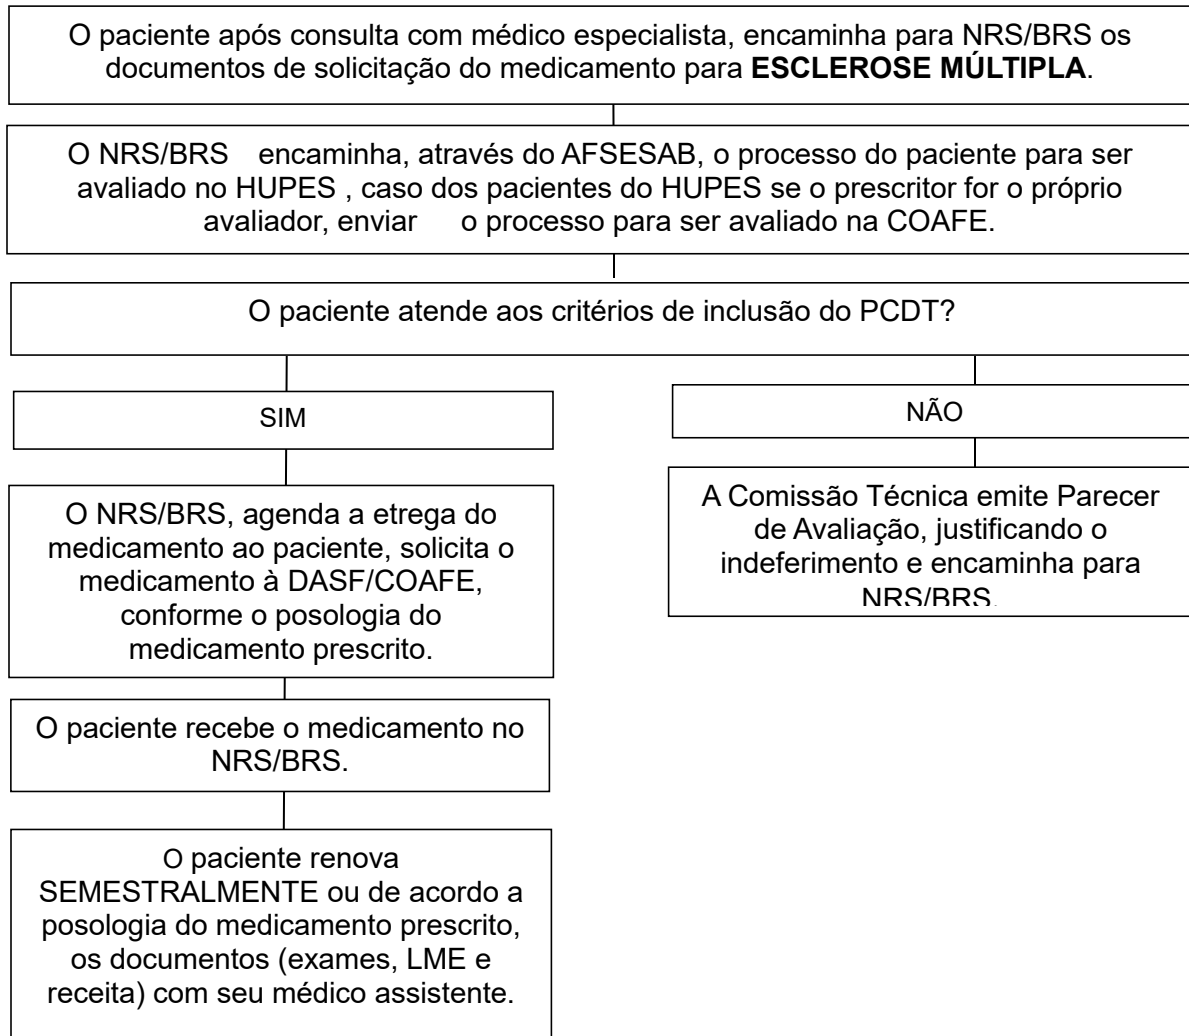 O paciente após consulta com médico especialista, encaminha para NRS/BRS os
documentos de solicitação do medicamento para ESCLEROSE MÚLTIPLA.
O NRS/BRS encaminha, através do AFSESAB, o processo do paciente para ser
avaliado no HUPES , caso dos pacientes do HUPES se o prescritor for o próprio
avaliador, enviar o processo para ser avaliado na COAFE.
O paciente atende aos critérios de inclusão do PCDT?
SIM
O NRS/BRS, agenda a etrega do
medicamento ao paciente, solicita o
medicamento à DASF/COAFE,
conforme o posologia do
medicamento prescrito.
O paciente recebe o medicamento no
NRS/BRS.
O paciente renova
SEMESTRALMENTE ou de acordo a
posologia do medicamento prescrito,
os documentos (exames, LME e
receita) com seu médico assistente.
NÃO
A Comissão Técnica emite Parecer
de Avaliação, justificando o
indeferimento e encaminha para
NRS/BRS.